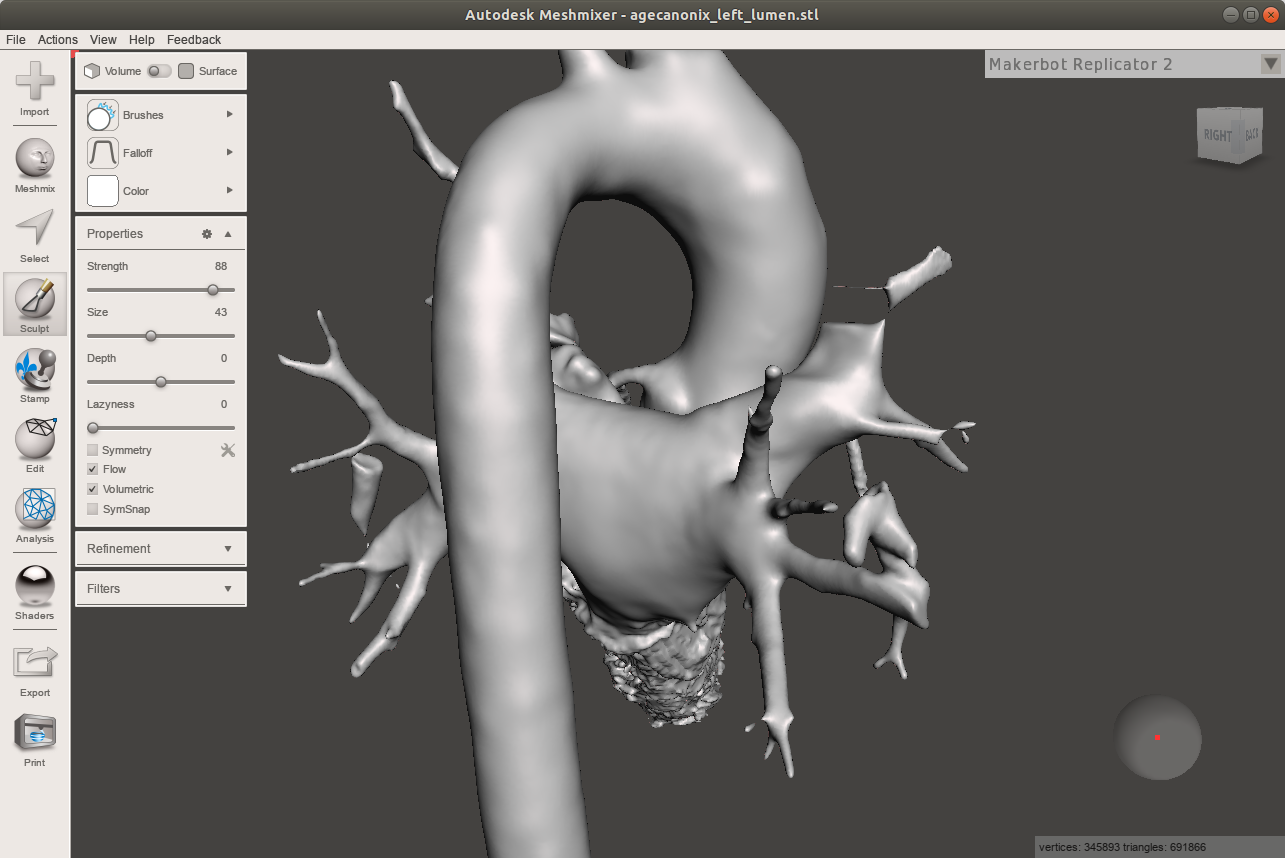 Autodesk Meshmixer - agecanonix_left_lumen.stl
File Actions View Help Feedback
Import
Meshmix
Select
Sculpt
Stamp
Edit
Analysis
Shaders
Export
Print
Volume Surface
Brushes
Falloff
Color
Properties
Strength 88
Size 43
Depth 0
Lazyness 0
Symmetry
Flow
Volumetric
SymSnap
Refinement
Filters
Makerbot Replicator 2
RIGHT BACK
vertices: 345893 triangles: 691866